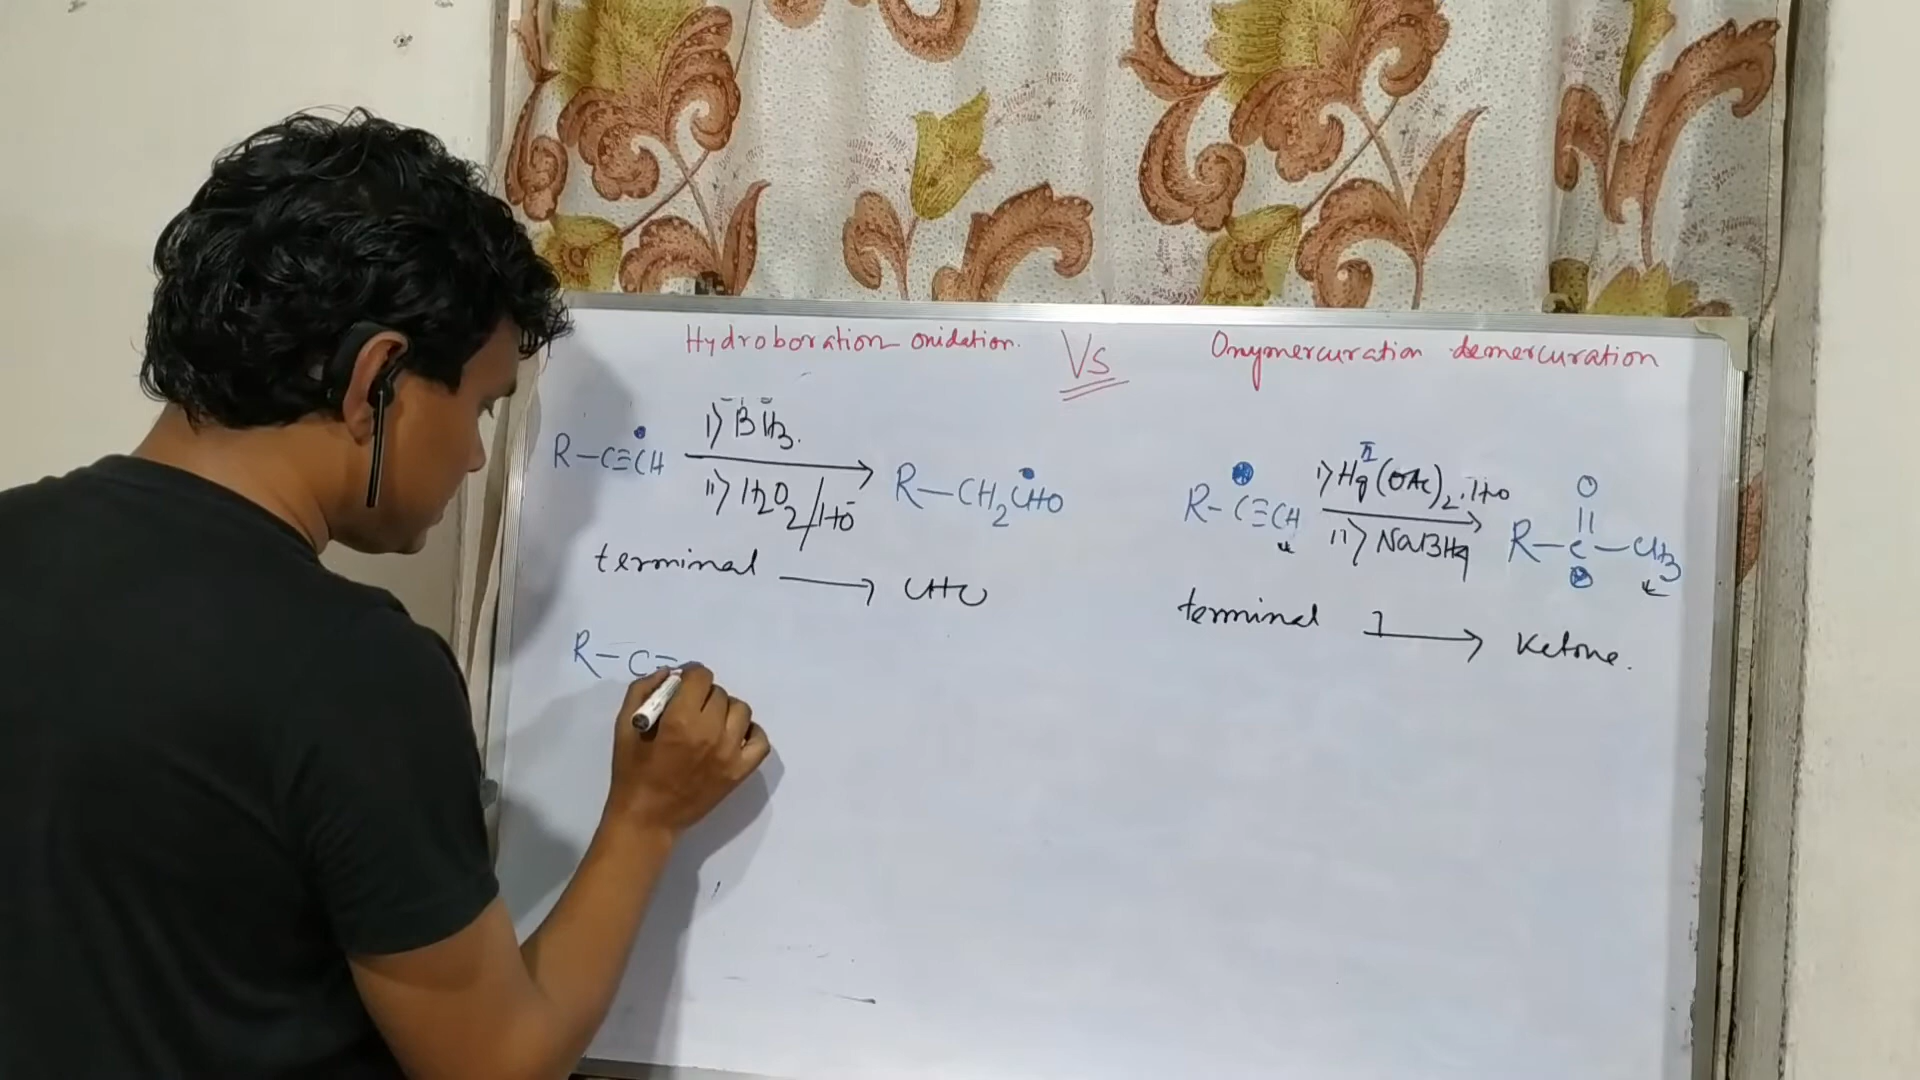 Hydroboration oxidation. Vs Oxymercuration demercuration
R-C≡CH i) BH3. ii) H2O2/HO⁻ R-CH2CHO
terminal → CHO
R-C=
R-C≡CH i) Hg(OAc)2, H2O II ii) NaBH4 R-C-CH3 O
terminal ] → Ketone.